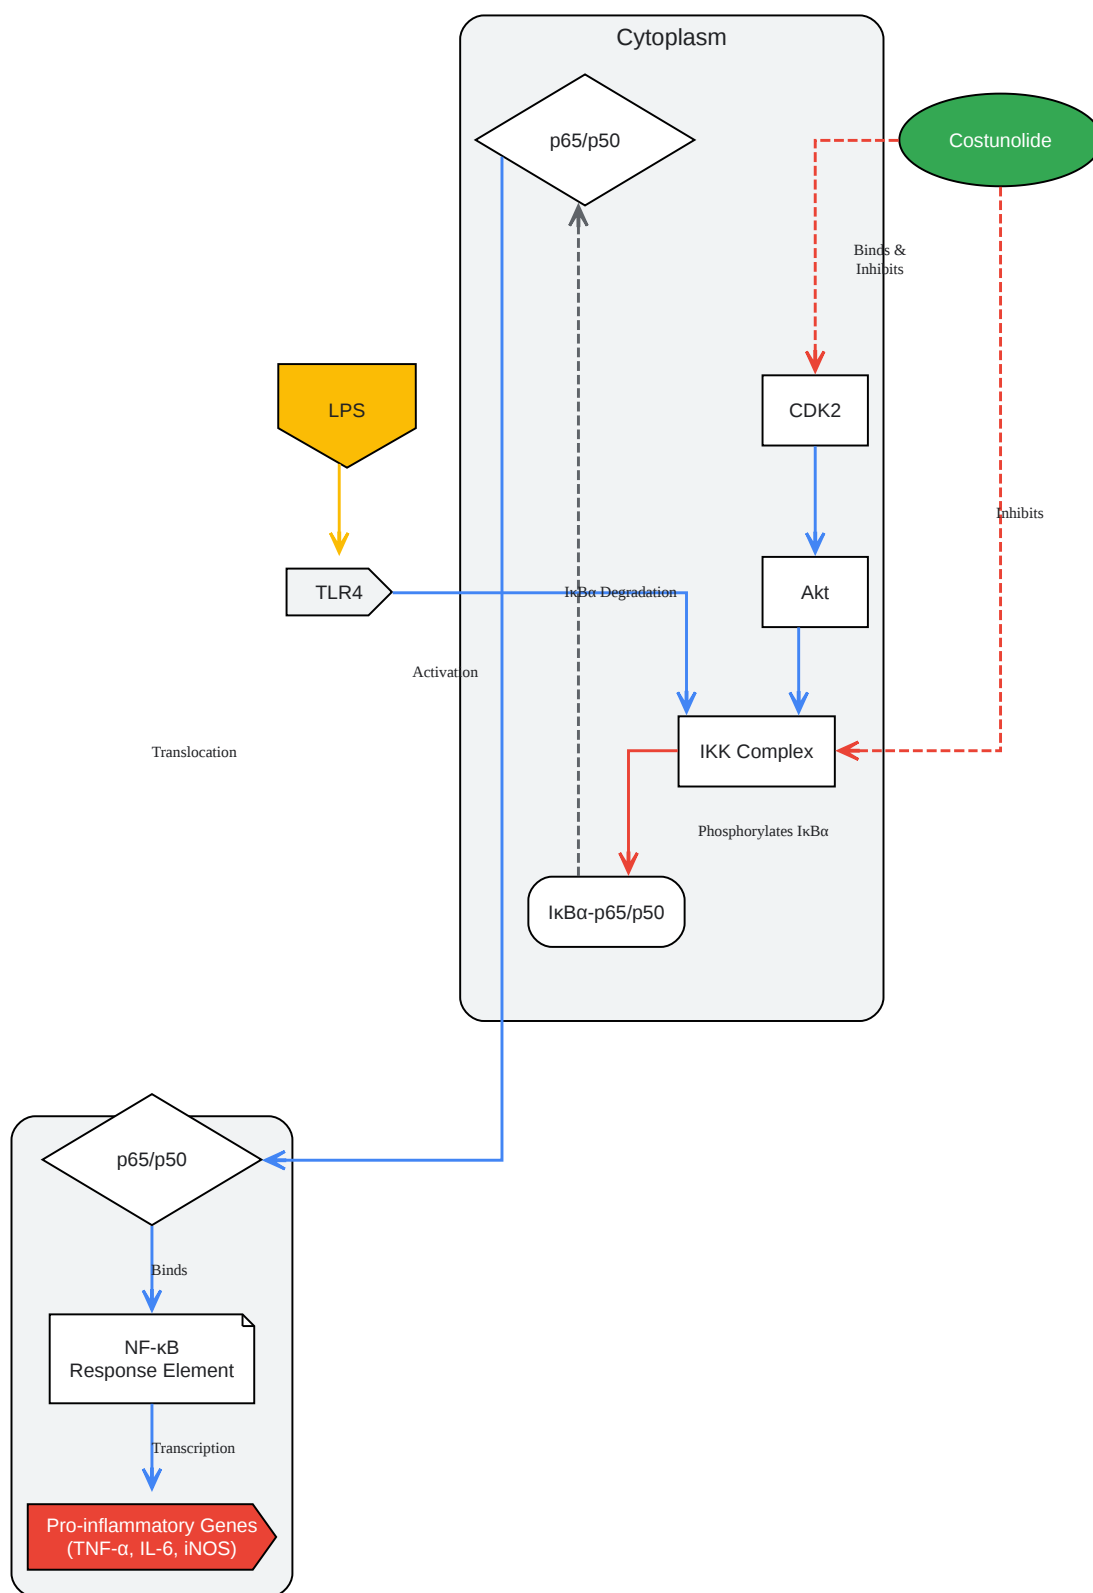 Cytoplasm
p65/p50
Costunolide
Binds &
Inhibits
LPS
CDK2
Inhibits
TLR4
IκBα Degradation
Akt
Activation
Translocation
IKK Complex
Phosphorylates IκBα
IκBα-p65/p50
p65/p50
Binds
NF-κB
Response Element
Transcription
Pro-inflammatory Genes
(TNF-α, IL-6, iNOS)